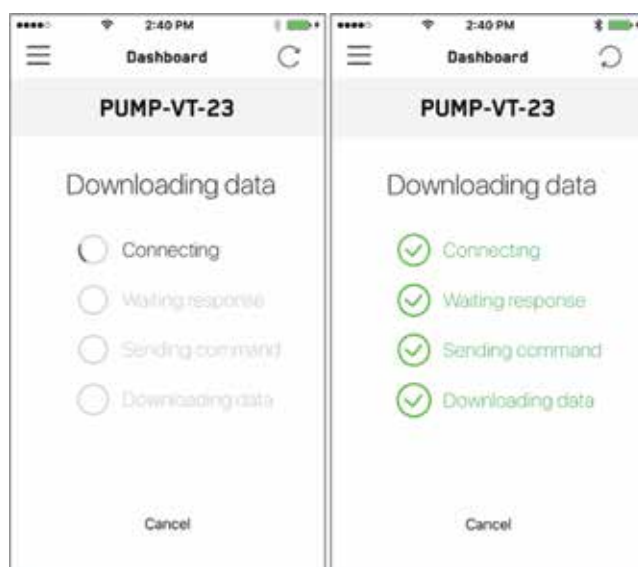 2:40 PM
Dashboard
PUMP-VT-23
Downloading data
Connecting
Waiting response
Sending command
Downloading data
Cancel
2:40 PM
Dashboard
PUMP-VT-23
Downloading data
Connecting
Waiting response
Sending command
Downloading data
Cancel